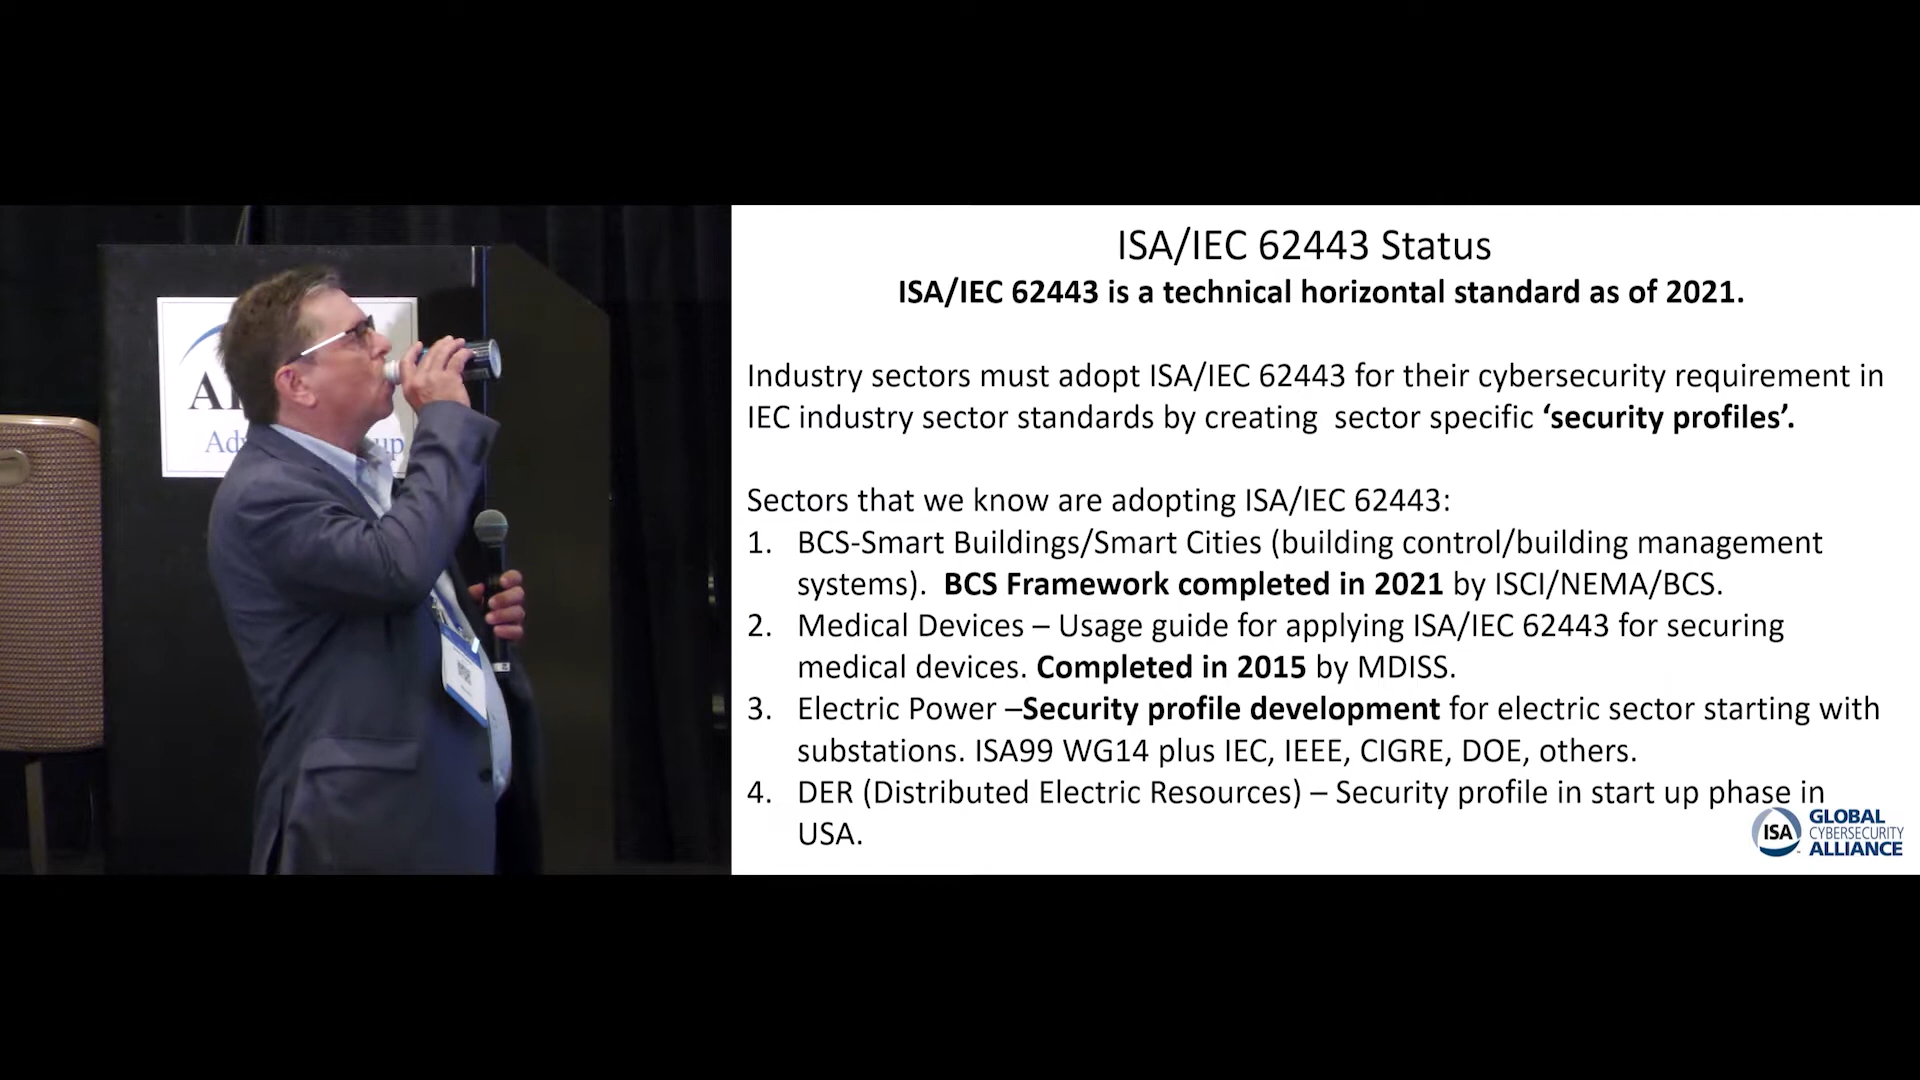 ISA/IEC 62443 Status
ISA/IEC 62443 is a technical horizontal standard as of 2021.
Industry sectors must adopt ISA/IEC 62443 for their cybersecurity requirement in
IEC industry sector standards by creating  sector specific ‘security profiles’.
Sectors that we know are adopting ISA/IEC 62443:
1. BCS-Smart Buildings/Smart Cities (building control/building management
systems).  BCS Framework completed in 2021 by ISCI/NEMA/BCS.
2. Medical Devices – Usage guide for applying ISA/IEC 62443 for securing
medical devices. Completed in 2015 by MDISS.
3. Electric Power –Security profile development for electric sector starting with
substations. ISA99 WG14 plus IEC, IEEE, CIGRE, DOE, others.
4. DER (Distributed Electric Resources) – Security profile in start up phase in
USA.
ISA
GLOBAL
CYBERSECURITY
ALLIANCE